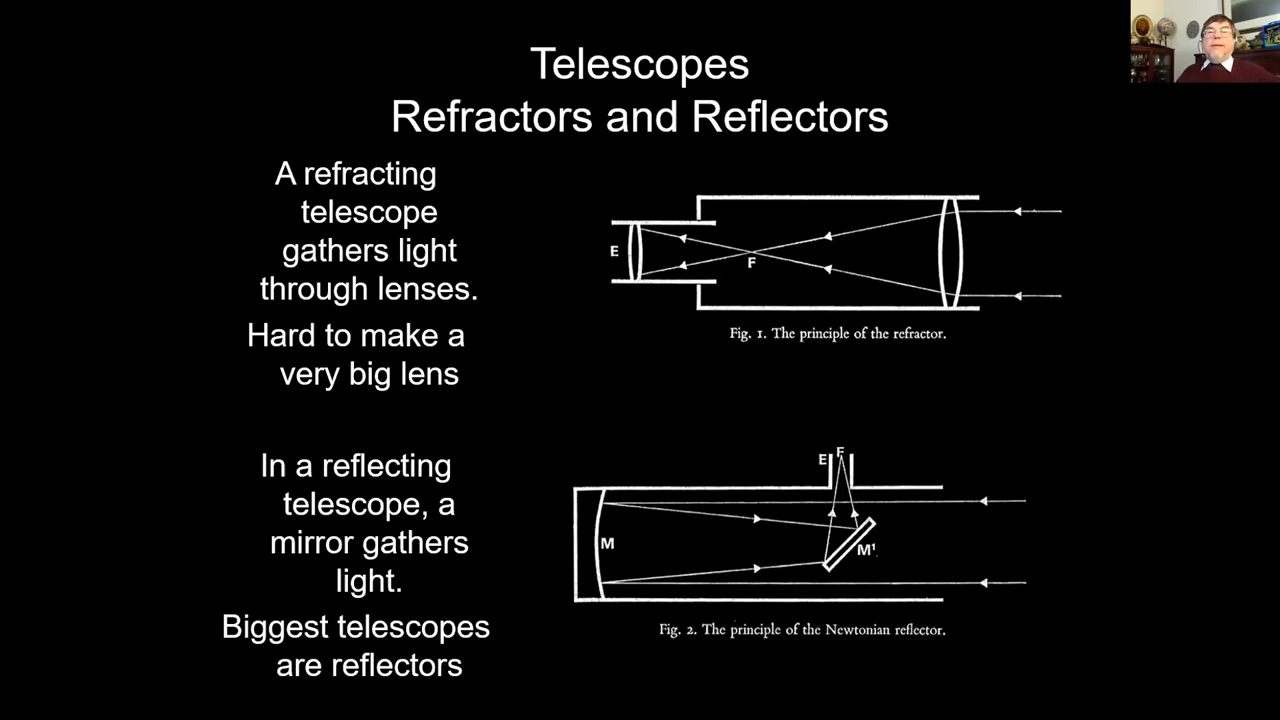 Telescopes
Refractors and Reflectors
A refracting
telescope
gathers light
through lenses.
Hard to make a
very big lens
E
F
Fig. 1. The principle of the refractor.
In a reflecting
telescope, a
mirror gathers
light.
Biggest telescopes
are reflectors
E F
M
M¹
Fig. 2. The principle of the Newtonian reflector.